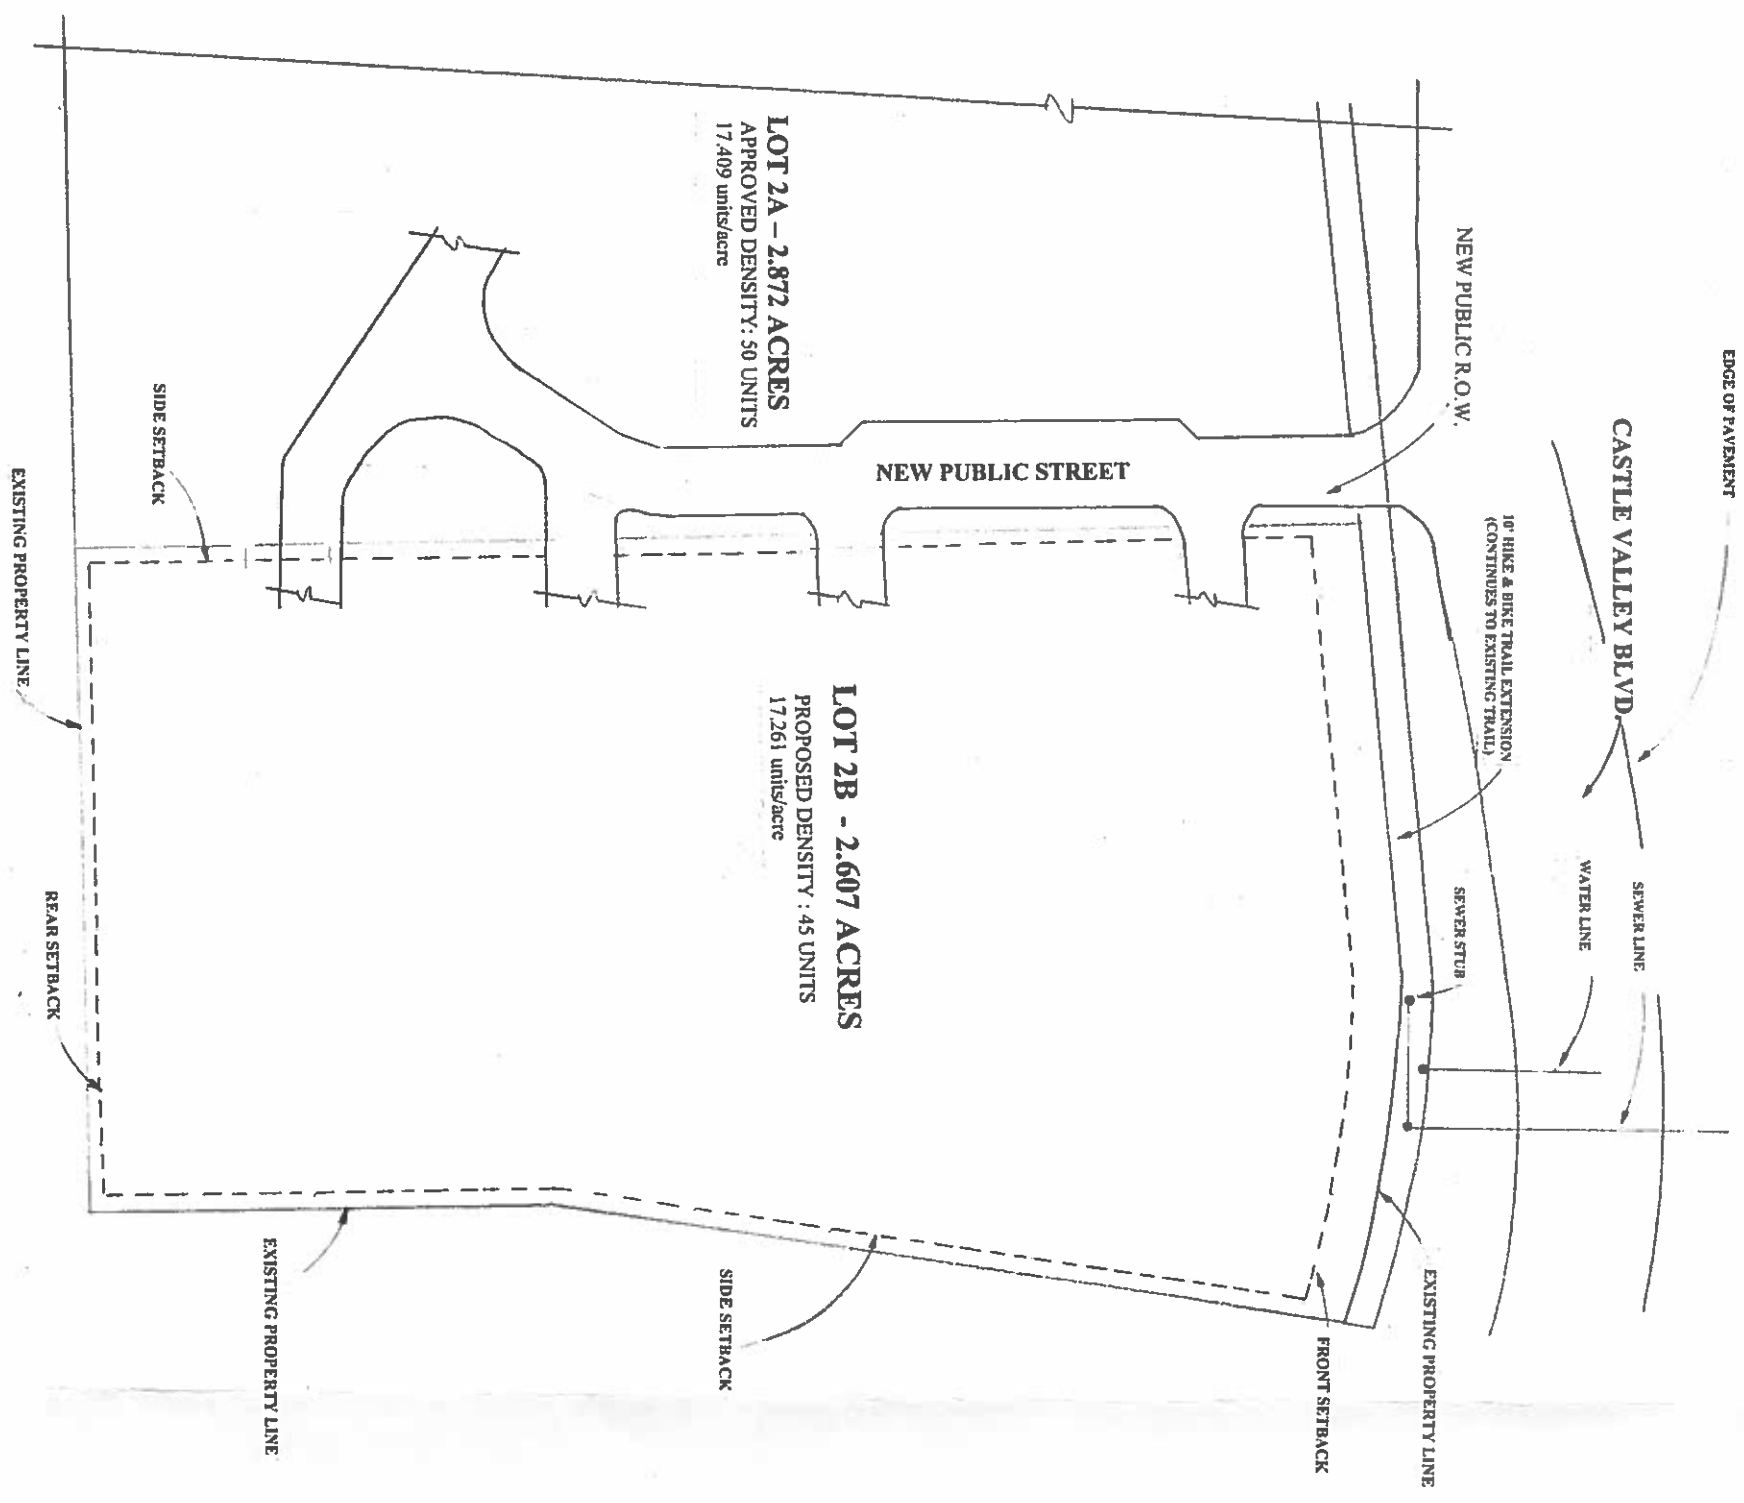 EDGE OF PAVEMENT
CASTLE VALLEY BLVD.
NEW PUBLIC R.O.W.
10' HIKE & BIKE TRAIL EXTENSION
(CONTINUES TO EXISTING TRAIL)
SEWER LINE
WATER LINE
SEWER STUB
EXISTING PROPERTY LINE
FRONT SETBACK
NEW PUBLIC STREET
LOT 2A – 2.872 ACRES
APPROVED DENSITY: 50 UNITS
17.409 units/acre
LOT 2B - 2.607 ACRES
PROPOSED DENSITY : 45 UNITS
17.261 units/acre
SIDE SETBACK
SIDE SETBACK
EXISTING PROPERTY LINE
REAR SETBACK
EXISTING PROPERTY LINE